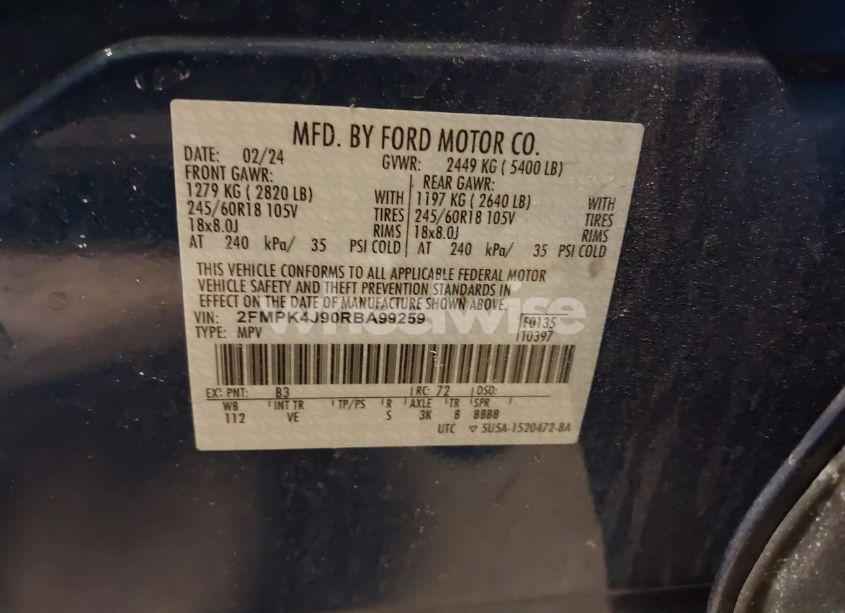 MFD. BY FORD MOTOR CO.
DATE: 02/24 GVWR: 2449 KG ( 5400 LB)
FRONT GAWR: REAR GAWR:
1279 KG ( 2820 LB) WITH 1197 KG ( 2640 LB) WITH
245/60R18 105V TIRES 245/60R18 105V TIRES
18x8.0J RIMS 18x8.0J RIMS
AT 240 kPa/ 35 PSI COLD AT 240 kPa/ 35 PSI COLD
THIS VEHICLE CONFORMS TO ALL APPLICABLE FEDERAL MOTOR
VEHICLE SAFETY AND THEFT PREVENTION STANDARDS IN
EFFECT ON THE DATE OF MANUFACTURE SHOWN ABOVE.
VIN: 2FMPK4J90RBA99259 F0135
TYPE: MPV T0397
EXT PNT: B3 RC: 72 DSO:
WB INT TR TP/PS R AXLE TR SPR
112 VE S 3K 8 BBBB
UTC ▽ 5U5A-1520472-BA